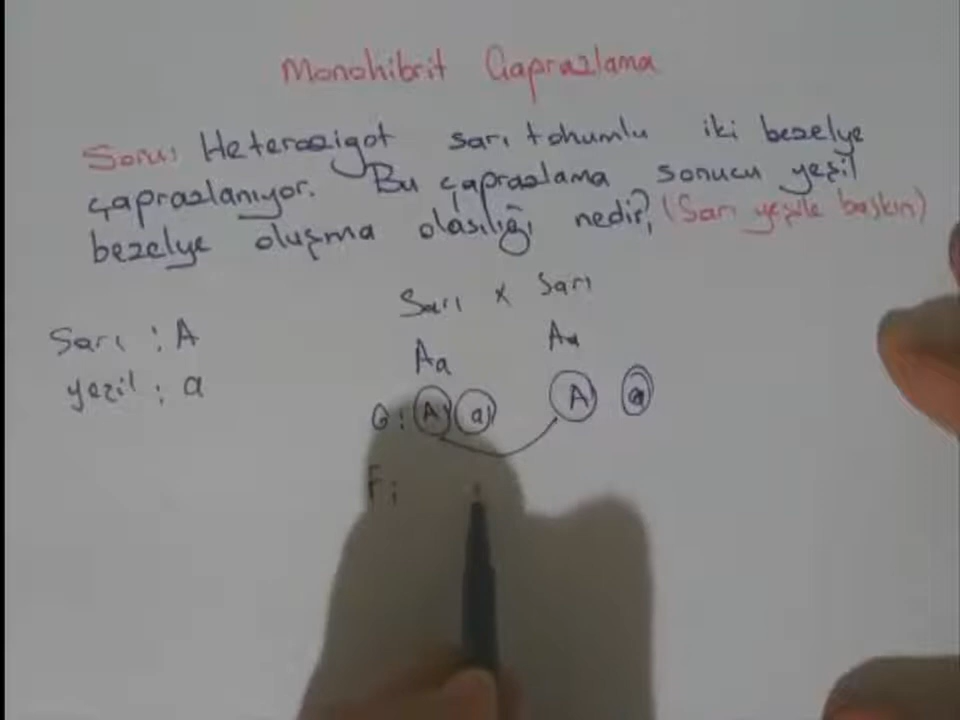 Monohibrit Çaprazlama
Soru: Heterozigot sarı tohumlu iki bezelye
çaprazlanıyor. Bu çaprazlama sonucu yeşil
bezelye oluşma olasılığı nedir? (Sarı yeşile baskın)
Sarı x Sarı
Sarı : A
Aa Aa
yeşil : a
G: A a A a
F1